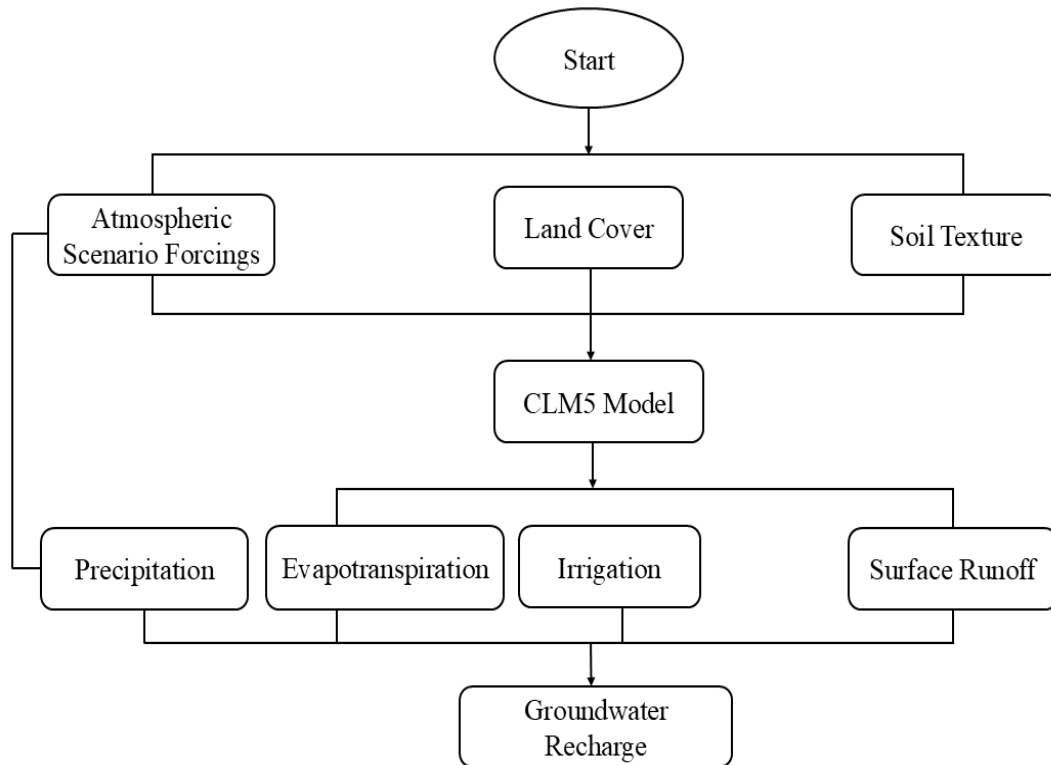 Start
Atmospheric
Scenario Forcings
Land Cover
Soil Texture
CLM5 Model
Precipitation
Evapotranspiration
Irrigation
Surface Runoff
Groundwater
Recharge